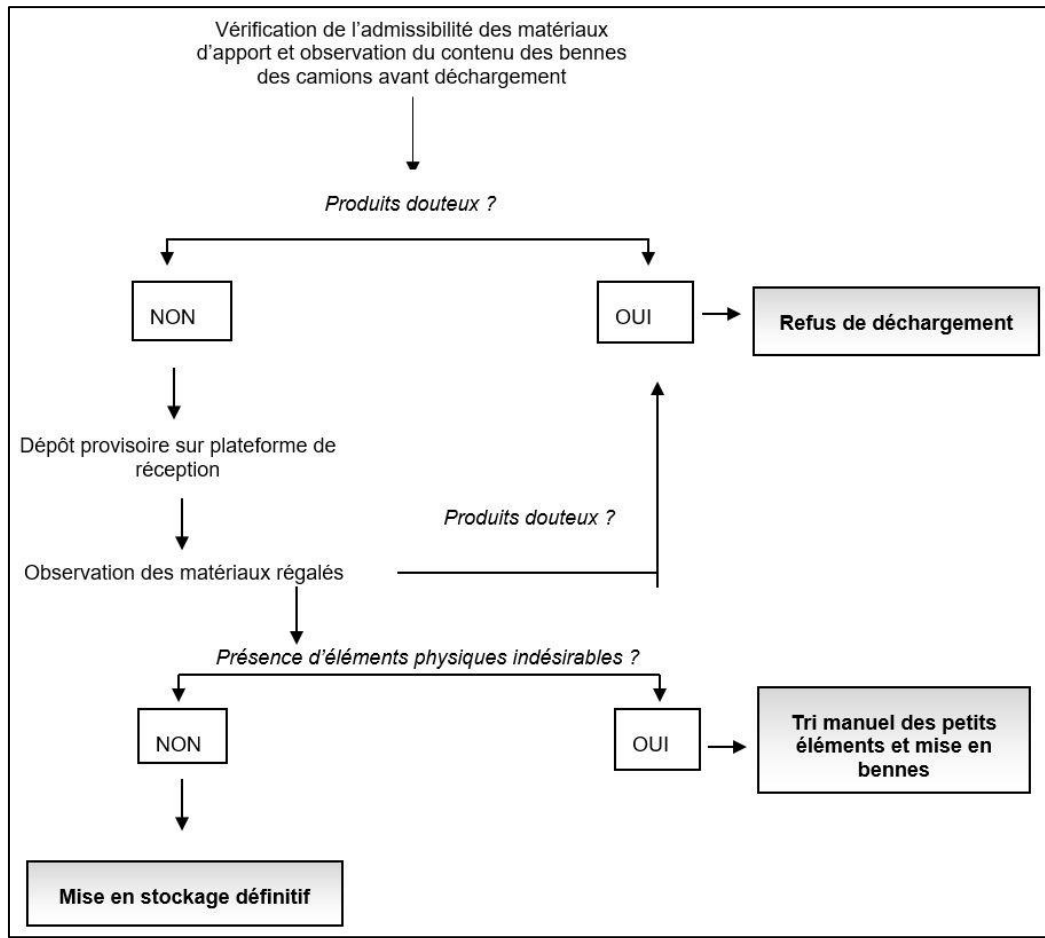 Vérification de l’admissibilité des matériaux
d’apport et observation du contenu des bennes
des camions avant déchargement
Produits douteux ?
NON
OUI
Refus de déchargement
Dépôt provisoire sur plateforme de
réception
Produits douteux ?
Observation des matériaux régalés
Présence d’éléments physiques indésirables ?
NON
OUI
Tri manuel des petits
éléments et mise en
bennes
Mise en stockage définitif